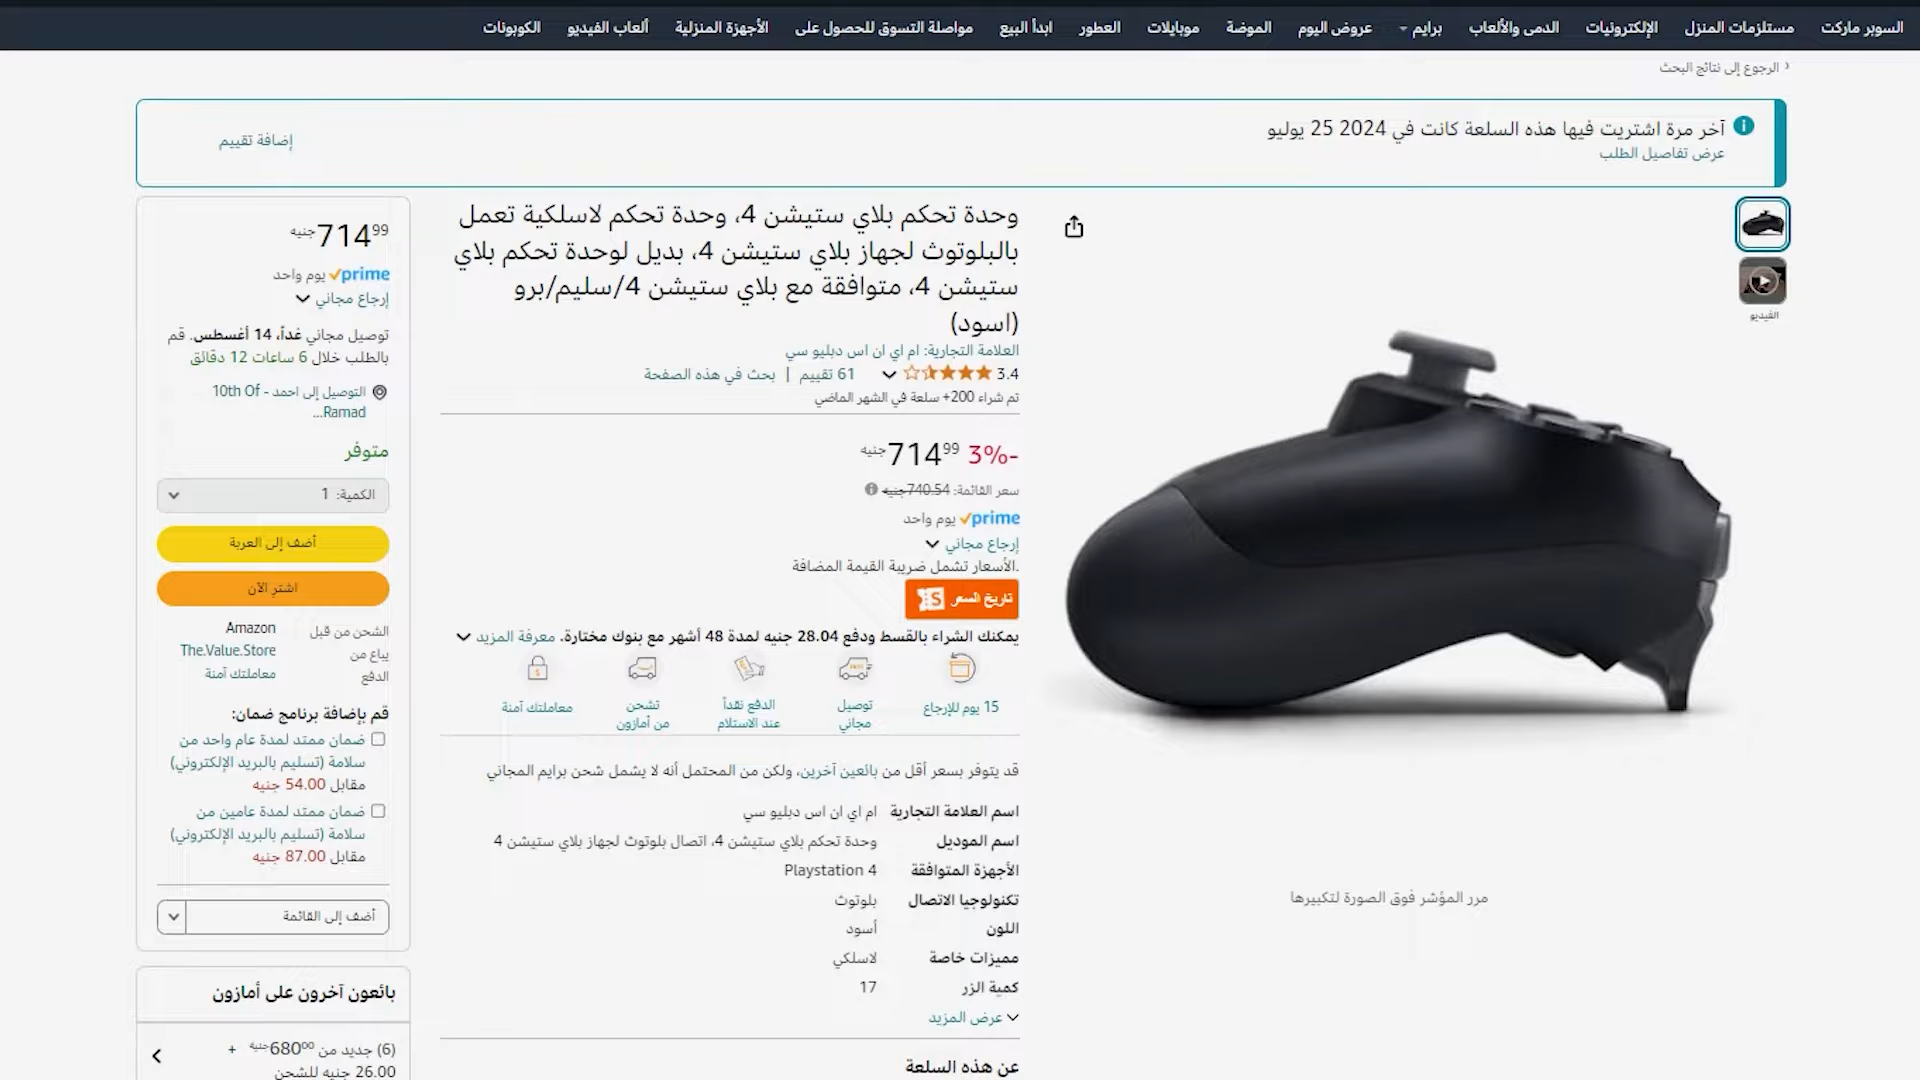 السوبر ماركت
مستلزمات المنزل
الإلكترونيات
الدمى والألعاب
برايم
عروض اليوم
الموضة
موبايلات
العطور
ابدأ البيع
مواصلة التسوق للحصول على
الأجهزة المنزلية
ألعاب الفيديو
الكوبونات
‹ الرجوع إلى نتائج البحث
آخر مرة اشتريت فيها هذه السلعة كانت في 2024 25 يوليو
عرض تفاصيل الطلب
إضافة تقييم
الفيديو
مرر المؤشر فوق الصورة لتكبيرها
وحدة تحكم بلاي ستيشن 4، وحدة تحكم لاسلكية تعمل
بالبلوتوث لجهاز بلاي ستيشن 4، بديل لوحدة تحكم بلاي
ستيشن 4، متوافقة مع بلاي ستيشن 4/سليم/برو
(اسود)
العلامة التجارية: ام اي ان اس دبليو سي
3.4 61 تقييم | بحث في هذه الصفحة
تم شراء 200+ سلعة في الشهر الماضي
-3% 714.99 جنيه
سعر القائمة: 740.54جنيه
prime يوم واحد
إرجاع مجاني
.الأسعار تشمل ضريبة القيمة المضافة
تاريخ السعر S
يمكنك الشراء بالقسط ودفع 28.04 جنيه لمدة 48 أشهر مع بنوك مختارة. معرفة المزيد
15 يوم للإرجاع
توصيل
مجاني
الدفع نقداً
عند الاستلام
تشحن
من أمازون
معاملتك آمنة
قد يتوفر بسعر أقل من بائعين آخرين، ولكن من المحتمل أنه لا يشمل شحن برايم المجاني
اسم العلامة التجارية ام اي ان اس دبليو سي
اسم الموديل وحدة تحكم بلاي ستيشن 4، اتصال بلوتوث لجهاز بلاي ستيشن 4
الأجهزة المتوافقة Playstation 4
تكنولوجيا الاتصال بلوتوث
اللون أسود
مميزات خاصة لاسلكي
كمية الزر 17
عرض المزيد
عن هذه السلعة
714.99 جنيه
prime يوم واحد
إرجاع مجاني
توصيل مجاني غداً، 14 أغسطس. قم
بالطلب خلال 6 ساعات 12 دقائق
التوصيل إلى احمد - 10th Of
Ramad...
متوفر
الكمية: 1
أضف إلى العربة
اشترِ الآن
الشحن من قبل Amazon
يباع من The.Value.Store
الدفع معاملتك آمنة
قم بإضافة برنامج ضمان:
ضمان ممتد لمدة عام واحد من
سلامة (تسليم بالبريد الإلكتروني)
مقابل 54.00 جنيه
ضمان ممتد لمدة عامين من
سلامة (تسليم بالبريد الإلكتروني)
مقابل 87.00 جنيه
أضف إلى القائمة
بائعون آخرون على أمازون
(6) جديد من 680.00 جنيه +
26.00 جنيه للشحن